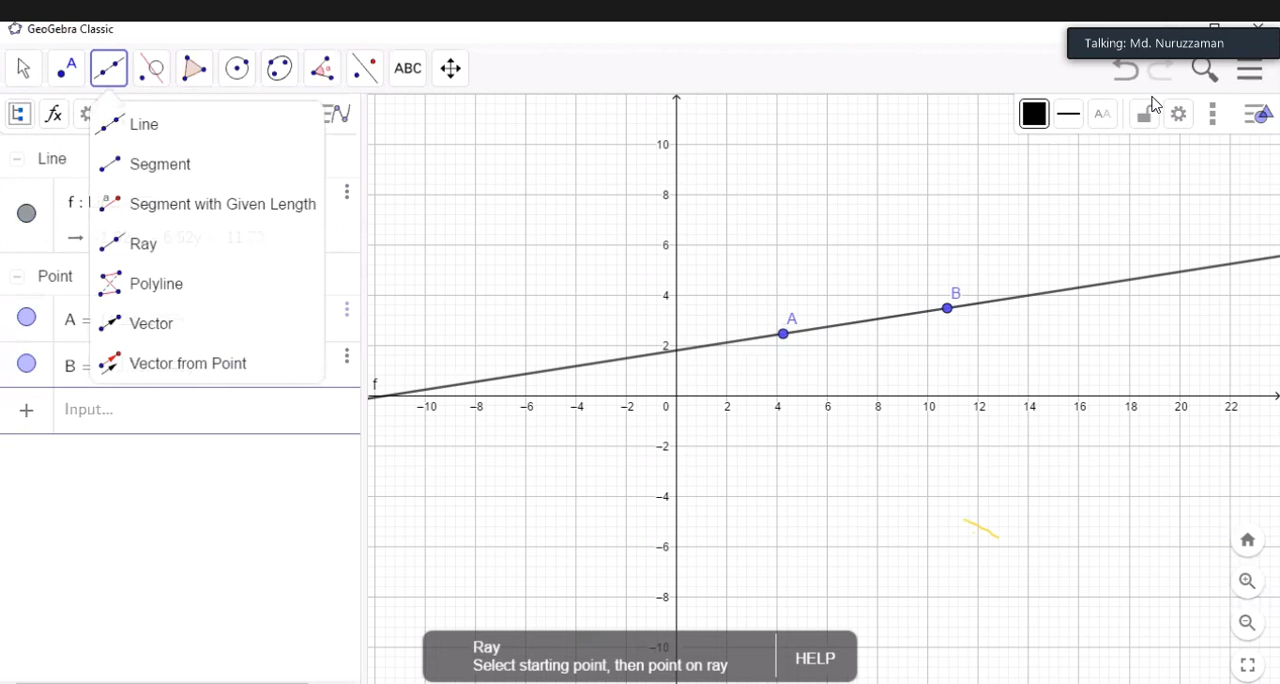 GeoGebra Classic
Talking: Md. Nuruzzaman
A
ABC
fx
AA
Line
Line
Segment
f :
a
Segment with Given Length
Ray
Point
Polyline
A =
Vector
B =
Vector from Point
Input...
10
8
6
4
2
B
A
f
-10 -8 -6 -4 -2 0 2 4 6 8 10 12 14 16 18 20 22
-2
-4
-6
-8
-10
Ray
Select starting point, then point on ray
HELP